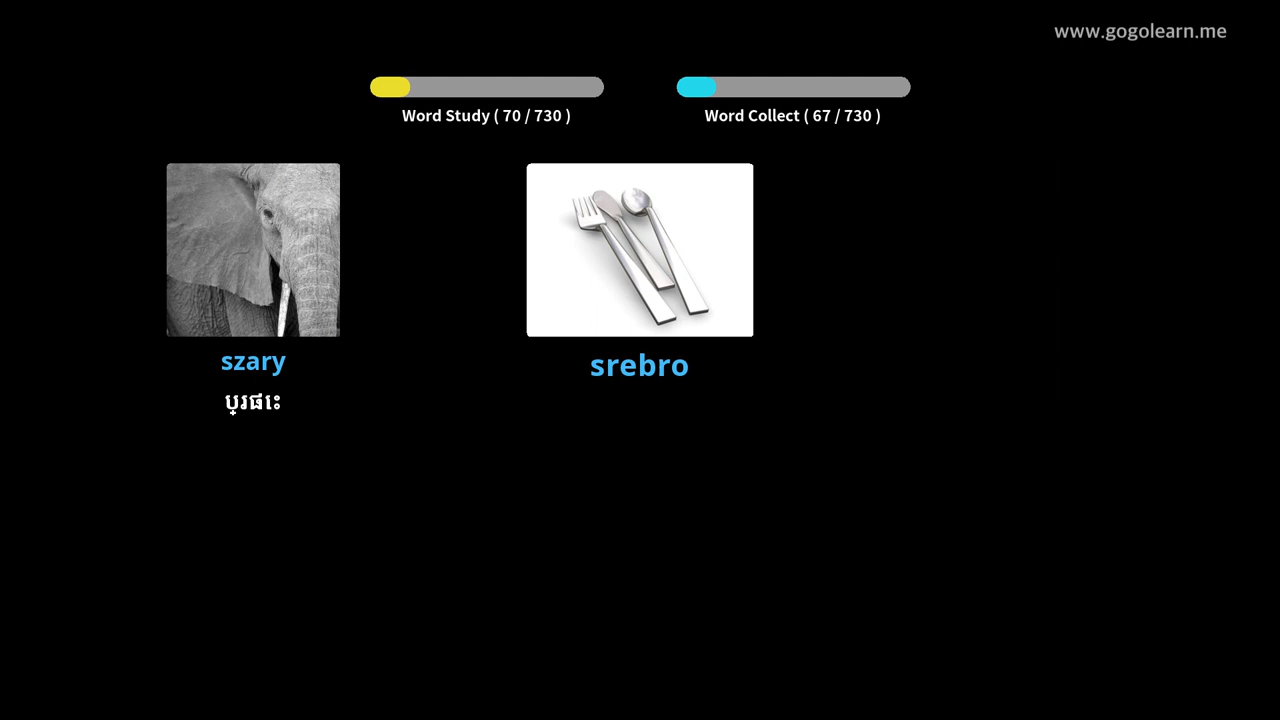 www.gogolearn.me
Word Study ( 70 / 730 )
Word Collect ( 67 / 730 )
szary
ប្រផេះ
srebro